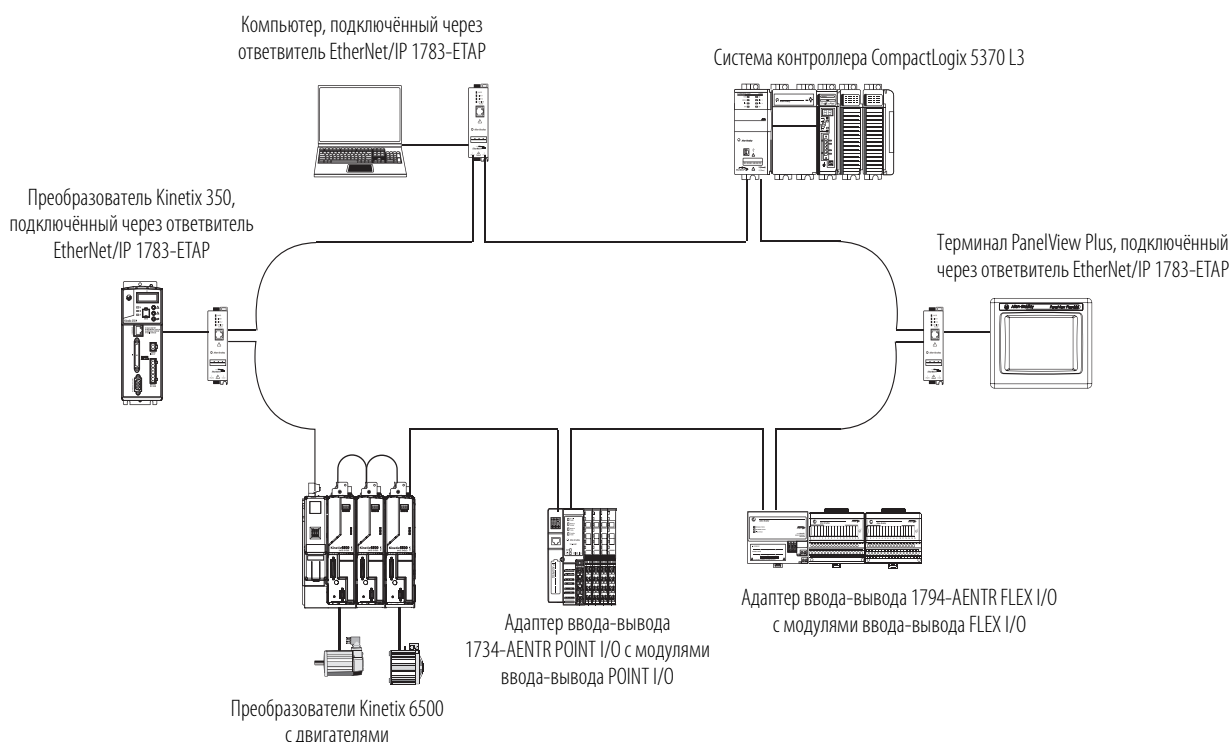 Компьютер, подключённый через
ответвитель EtherNet/IP 1783-ETAP
Система контроллера CompactLogix 5370 L3
Преобразователь Kinetix 350,
подключённый через ответвитель
EtherNet/IP 1783-ETAP
Терминал PanelView Plus, подключённый
через ответвитель EtherNet/IP 1783-ETAP
Адаптер ввода-вывода 1794-AENTR FLEX I/O
с модулями ввода-вывода FLEX I/O
Адаптер ввода-вывода
1734-AENTR POINT I/O с модулями
ввода-вывода POINT I/O
Преобразователи Kinetix 6500
с двигателями